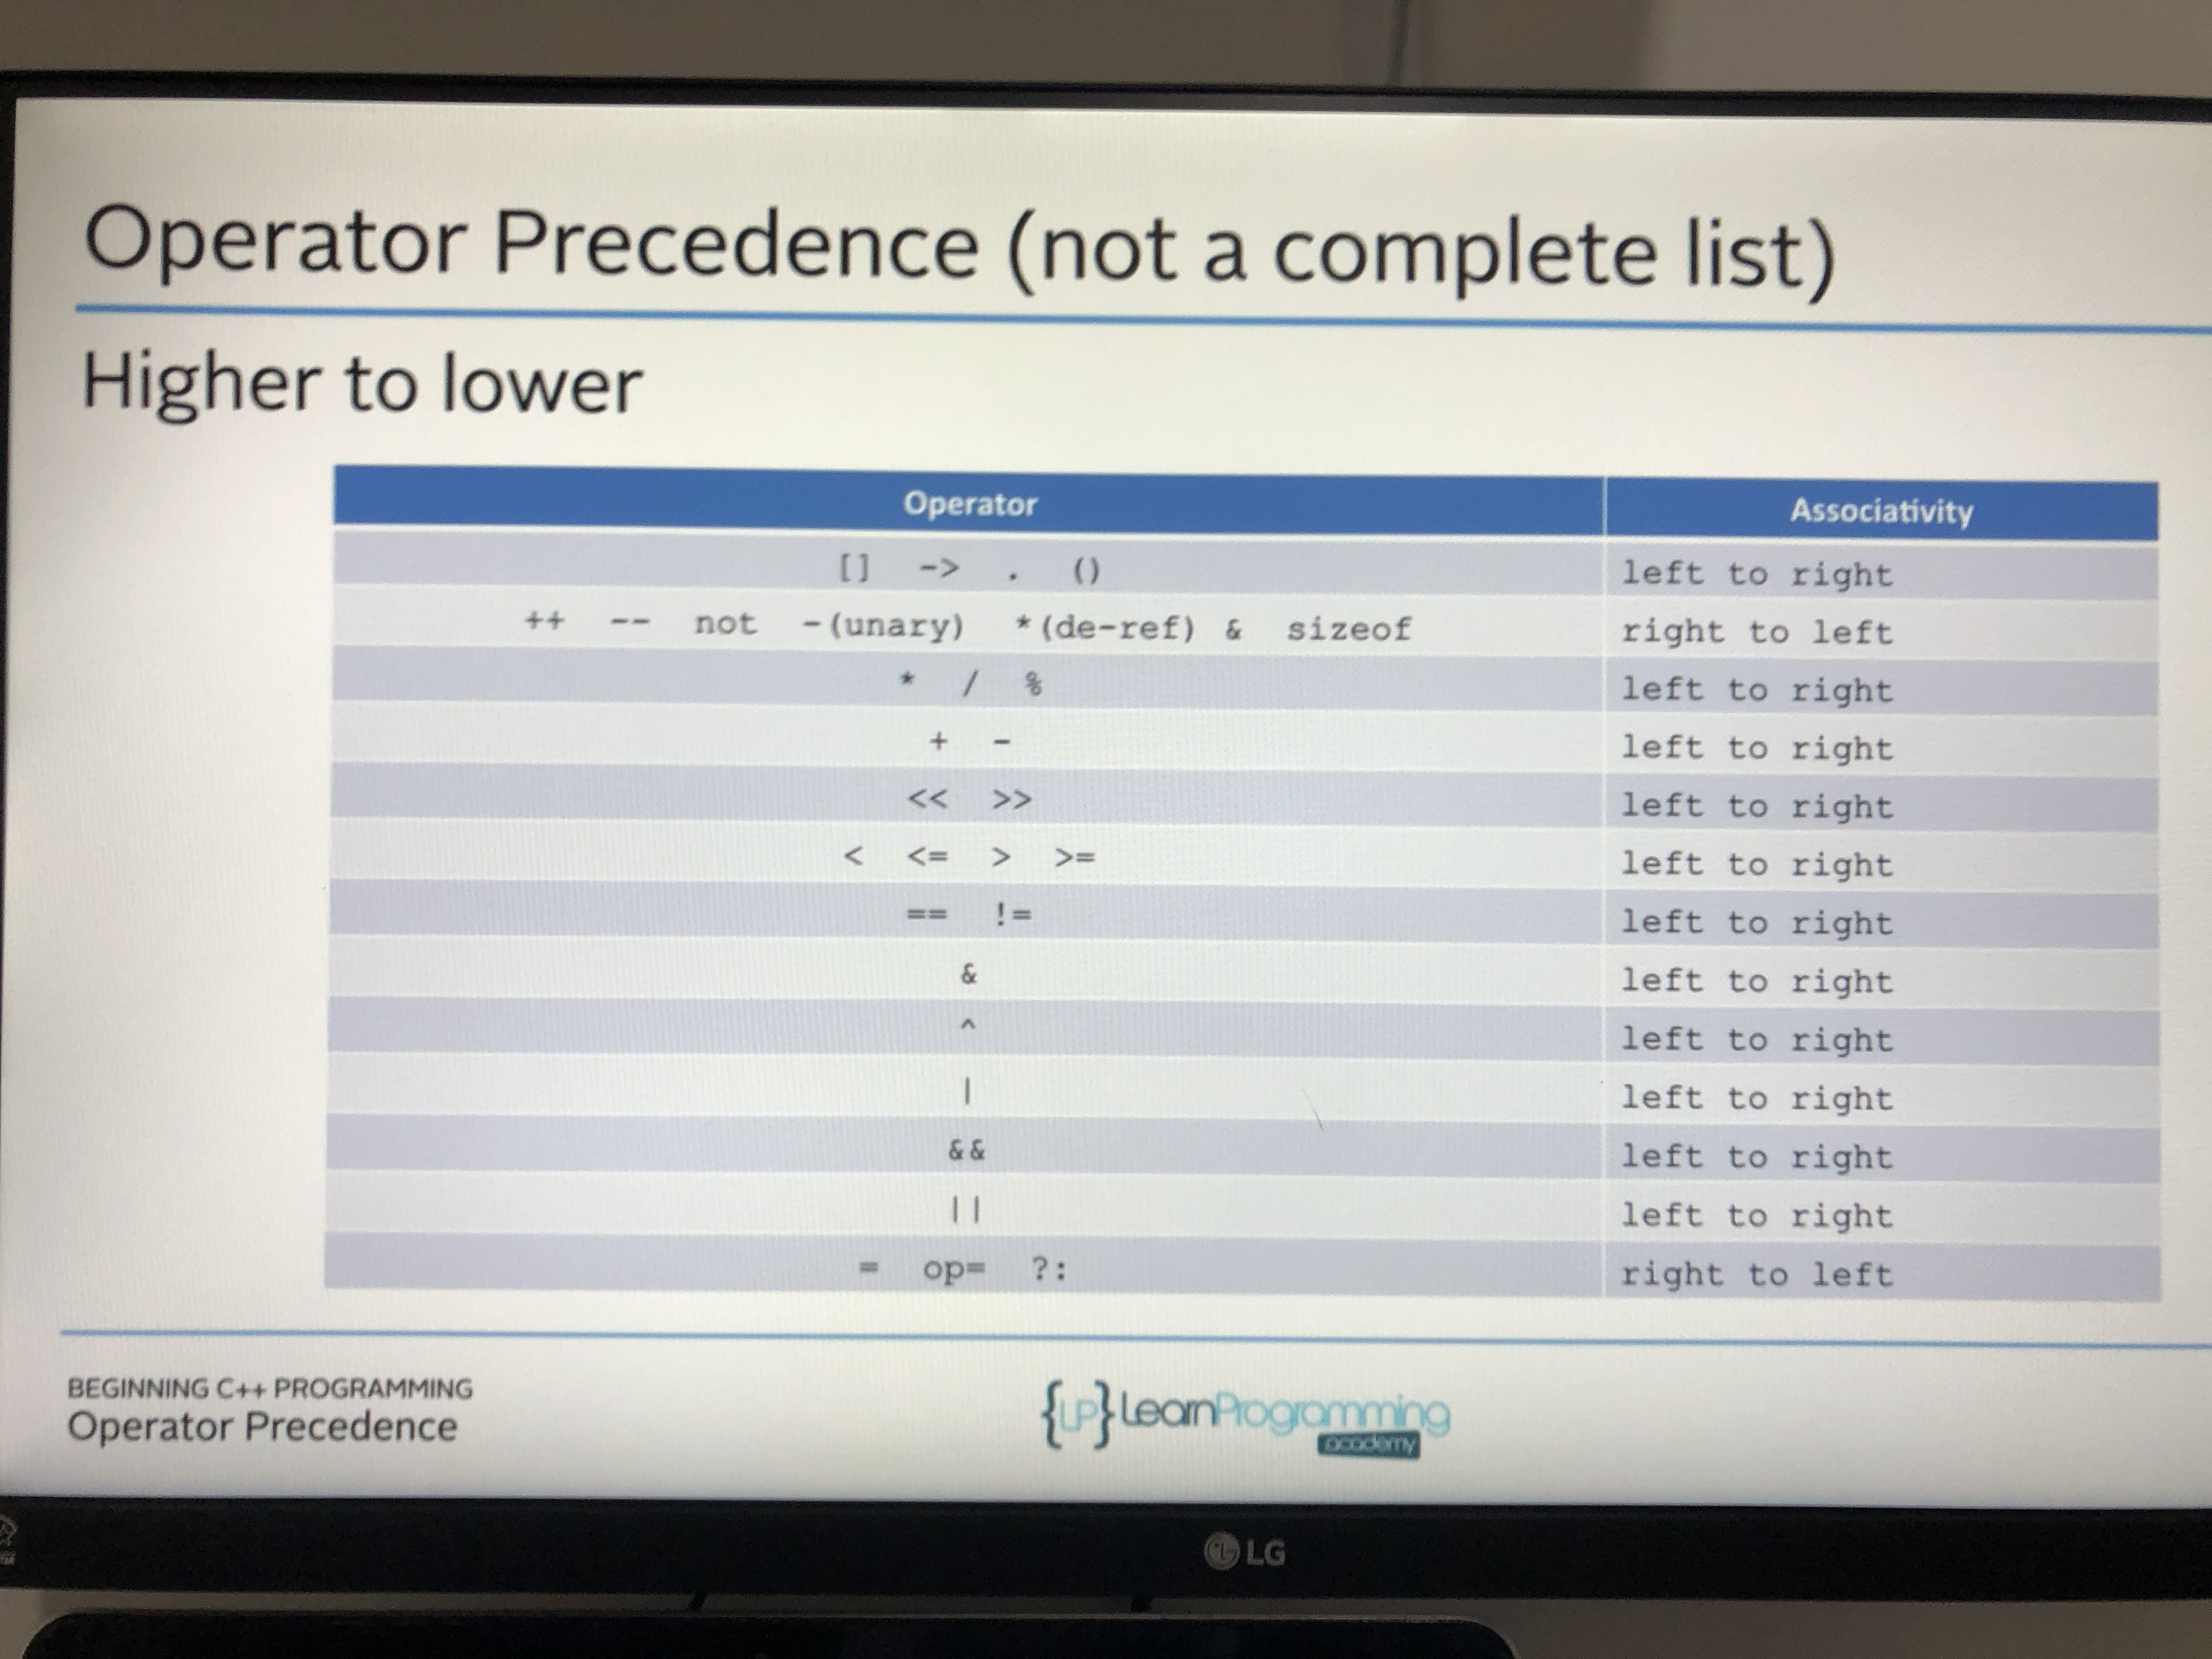 Operator Precedence (not a complete list)
Higher to lower
Operator Associativity
[] -> . () left to right
++ -- not -(unary) *(de-ref) & sizeof right to left
* / % left to right
+ - left to right
<< >> left to right
< <= > >= left to right
== != left to right
& left to right
^ left to right
| left to right
&& left to right
|| left to right
= op= ?: right to left
BEGINNING C++ PROGRAMMING
Operator Precedence
{LP} LearnProgramming
academy
LG